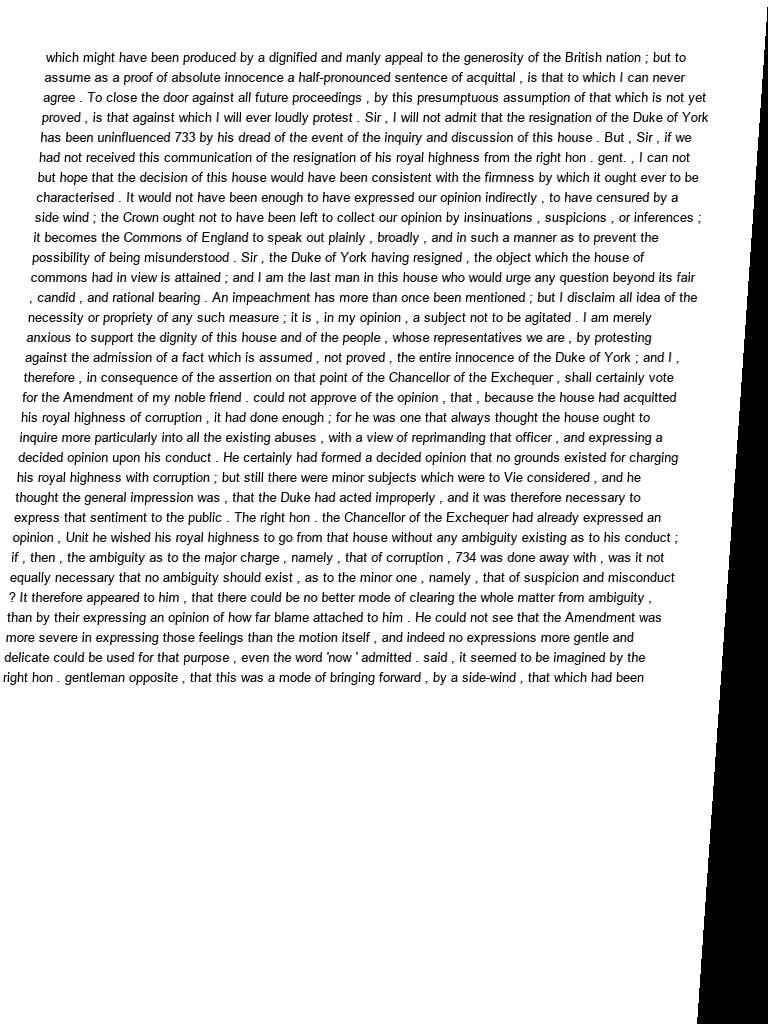 which might have been produced by a dignified and manly appeal to the generosity of the British nation ; but to
assume as a proof of absolute innocence a half-pronounced sentence of acquittal , is that to which I can never
agree . To close the door against all future proceedings , by this presumptuous assumption of that which is not yet
proved , is that against which I will ever loudly protest . Sir , I will not admit that the resignation of the Duke of York
has been uninfluenced 733 by his dread of the event of the inquiry and discussion of this house . But , Sir , if we
had not received this communication of the resignation of his royal highness from the right hon . gent. , I can not
but hope that the decision of this house would have been consistent with the firmness by which it ought ever to be
characterised . It would not have been enough to have expressed our opinion indirectly , to have censured by a
side wind ; the Crown ought not to have been left to collect our opinion by insinuations , suspicions , or inferences ;
it becomes the Commons of England to speak out plainly , broadly , and in such a manner as to prevent the
possibility of being misunderstood . Sir , the Duke of York having resigned , the object which the house of
commons had in view is attained ; and I am the last man in this house who would urge any question beyond its fair
, candid , and rational bearing . An impeachment has more than once been mentioned ; but I disclaim all idea of the
necessity or propriety of any such measure ; it is , in my opinion , a subject not to be agitated . I am merely
anxious to support the dignity of this house and of the people , whose representatives we are , by protesting
against the admission of a fact which is assumed , not proved , the entire innocence of the Duke of York ; and I ,
therefore , in consequence of the assertion on that point of the Chancellor of the Exchequer , shall certainly vote
for the Amendment of my noble friend . could not approve of the opinion , that , because the house had acquitted
his royal highness of corruption , it had done enough ; for he was one that always thought the house ought to
inquire more particularly into all the existing abuses , with a view of reprimanding that officer , and expressing a
decided opinion upon his conduct . He certainly had formed a decided opinion that no grounds existed for charging
his royal highness with corruption ; but still there were minor subjects which were to Vie considered , and he
thought the general impression was , that the Duke had acted improperly , and it was therefore necessary to
express that sentiment to the public . The right hon . the Chancellor of the Exchequer had already expressed an
opinion , Unit he wished his royal highness to go from that house without any ambiguity existing as to his conduct ;
if , then , the ambiguity as to the major charge , namely , that of corruption , 734 was done away with , was it not
equally necessary that no ambiguity should exist , as to the minor one , namely , that of suspicion and misconduct
? It therefore appeared to him , that there could be no better mode of clearing the whole matter from ambiguity ,
than by their expressing an opinion of how far blame attached to him . He could not see that the Amendment was
more severe in expressing those feelings than the motion itself , and indeed no expressions more gentle and
delicate could be used for that purpose , even the word 'now ' admitted . said , it seemed to be imagined by the
right hon . gentleman opposite , that this was a mode of bringing forward , by a side-wind , that which had been